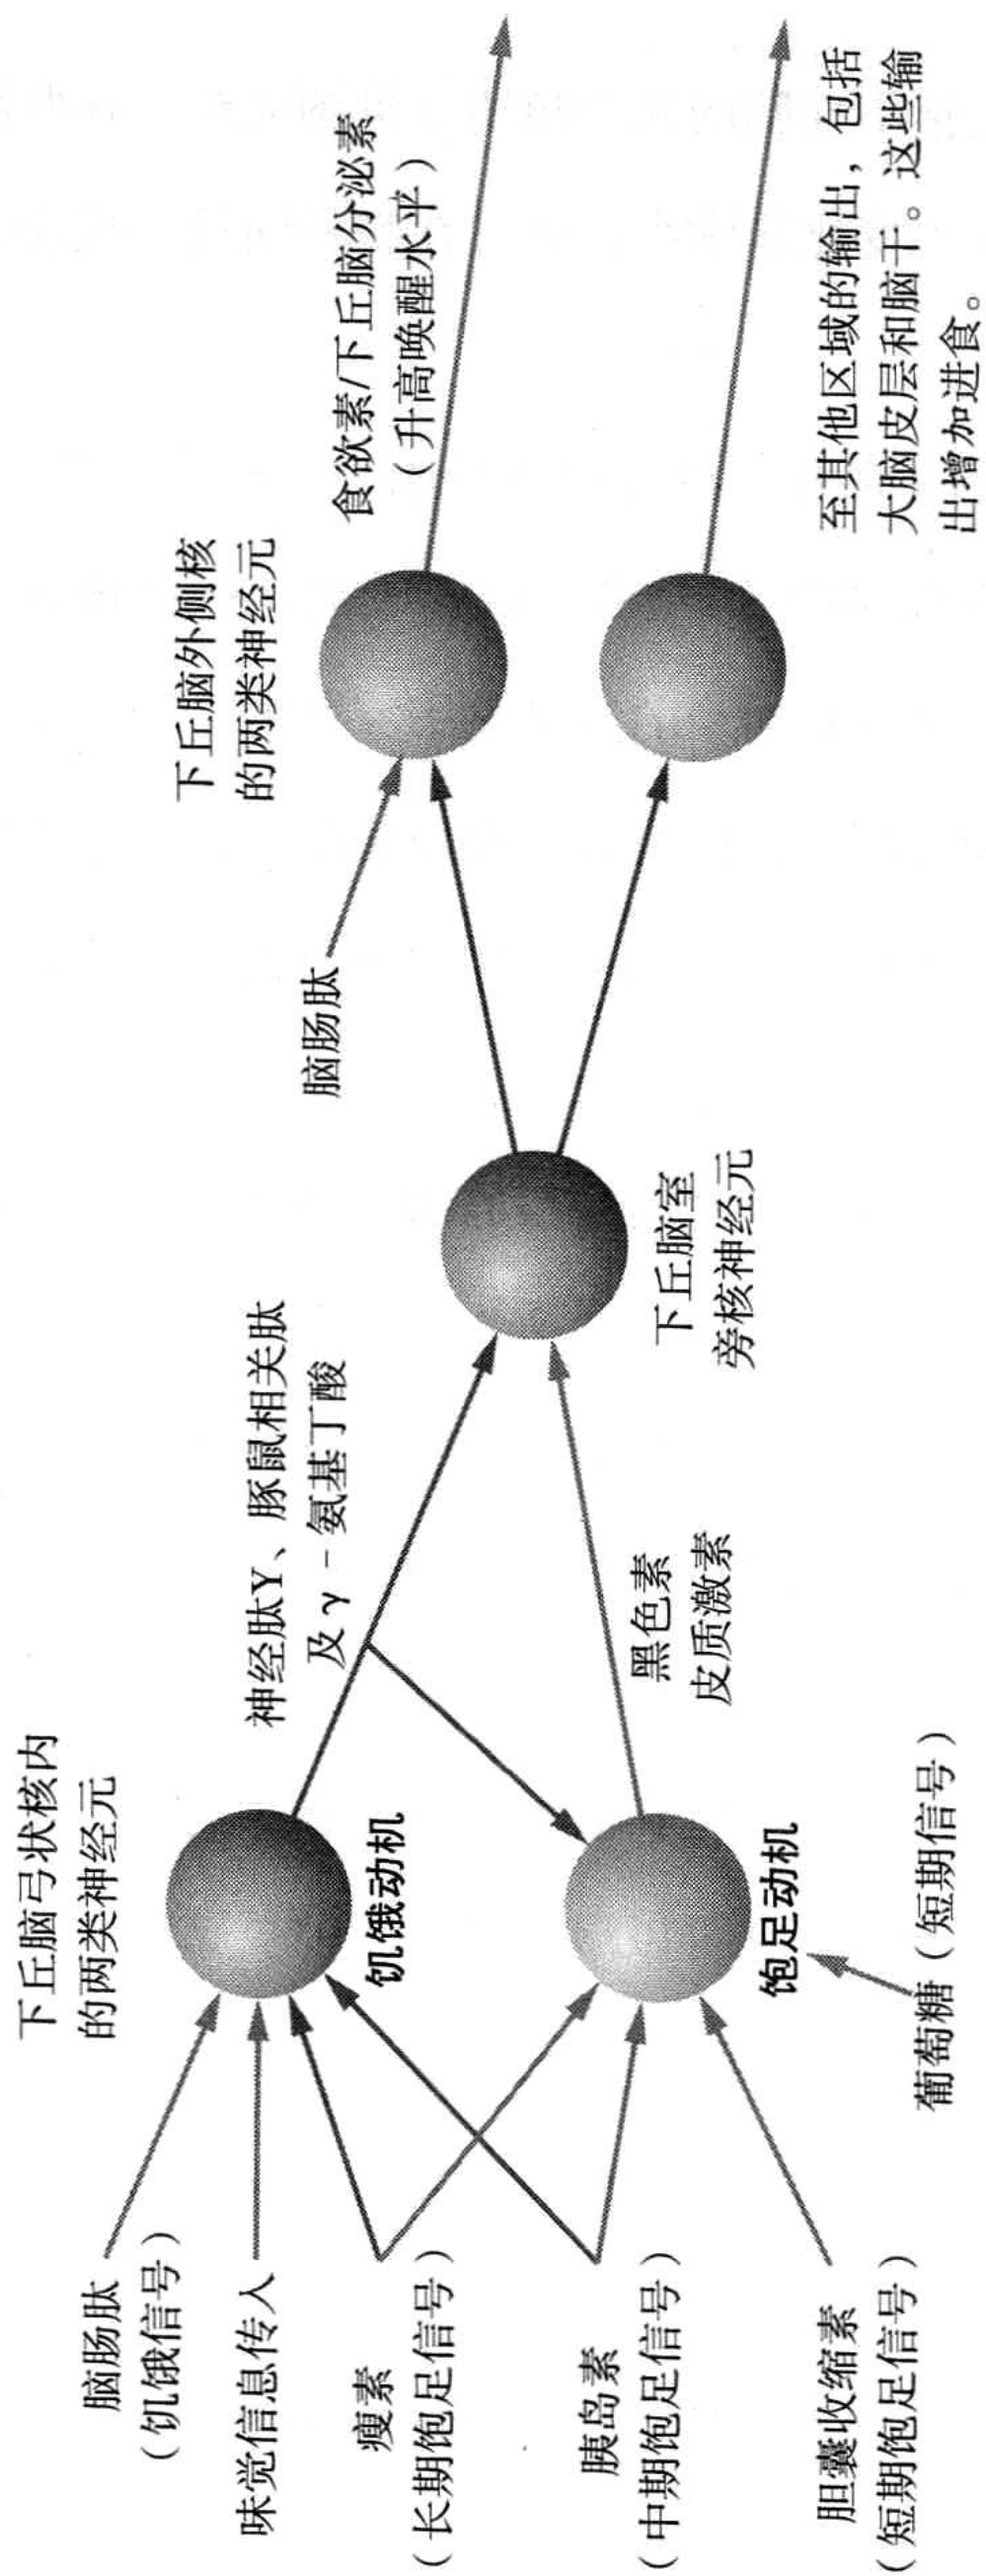 下丘脑弓状核内
的两类神经元
脑肠肽
（饥饿信号）
味觉信息传入
瘦素
（长期饱足信号）
胰岛素
（中期饱足信号）
胆囊收缩素
（短期饱足信号）
葡萄糖（短期信号）
饥饿动机
饱足动机
神经肽Y、豚鼠相关肽
及γ－氨基丁酸
黑色素
皮质激素
下丘脑室
旁核神经元
脑肠肽
下丘脑外侧核
的两类神经元
食欲素/下丘脑分泌素
（升高唤醒水平）
至其他区域的输出，包括
大脑皮层和脑干。这些输
出增加进食。